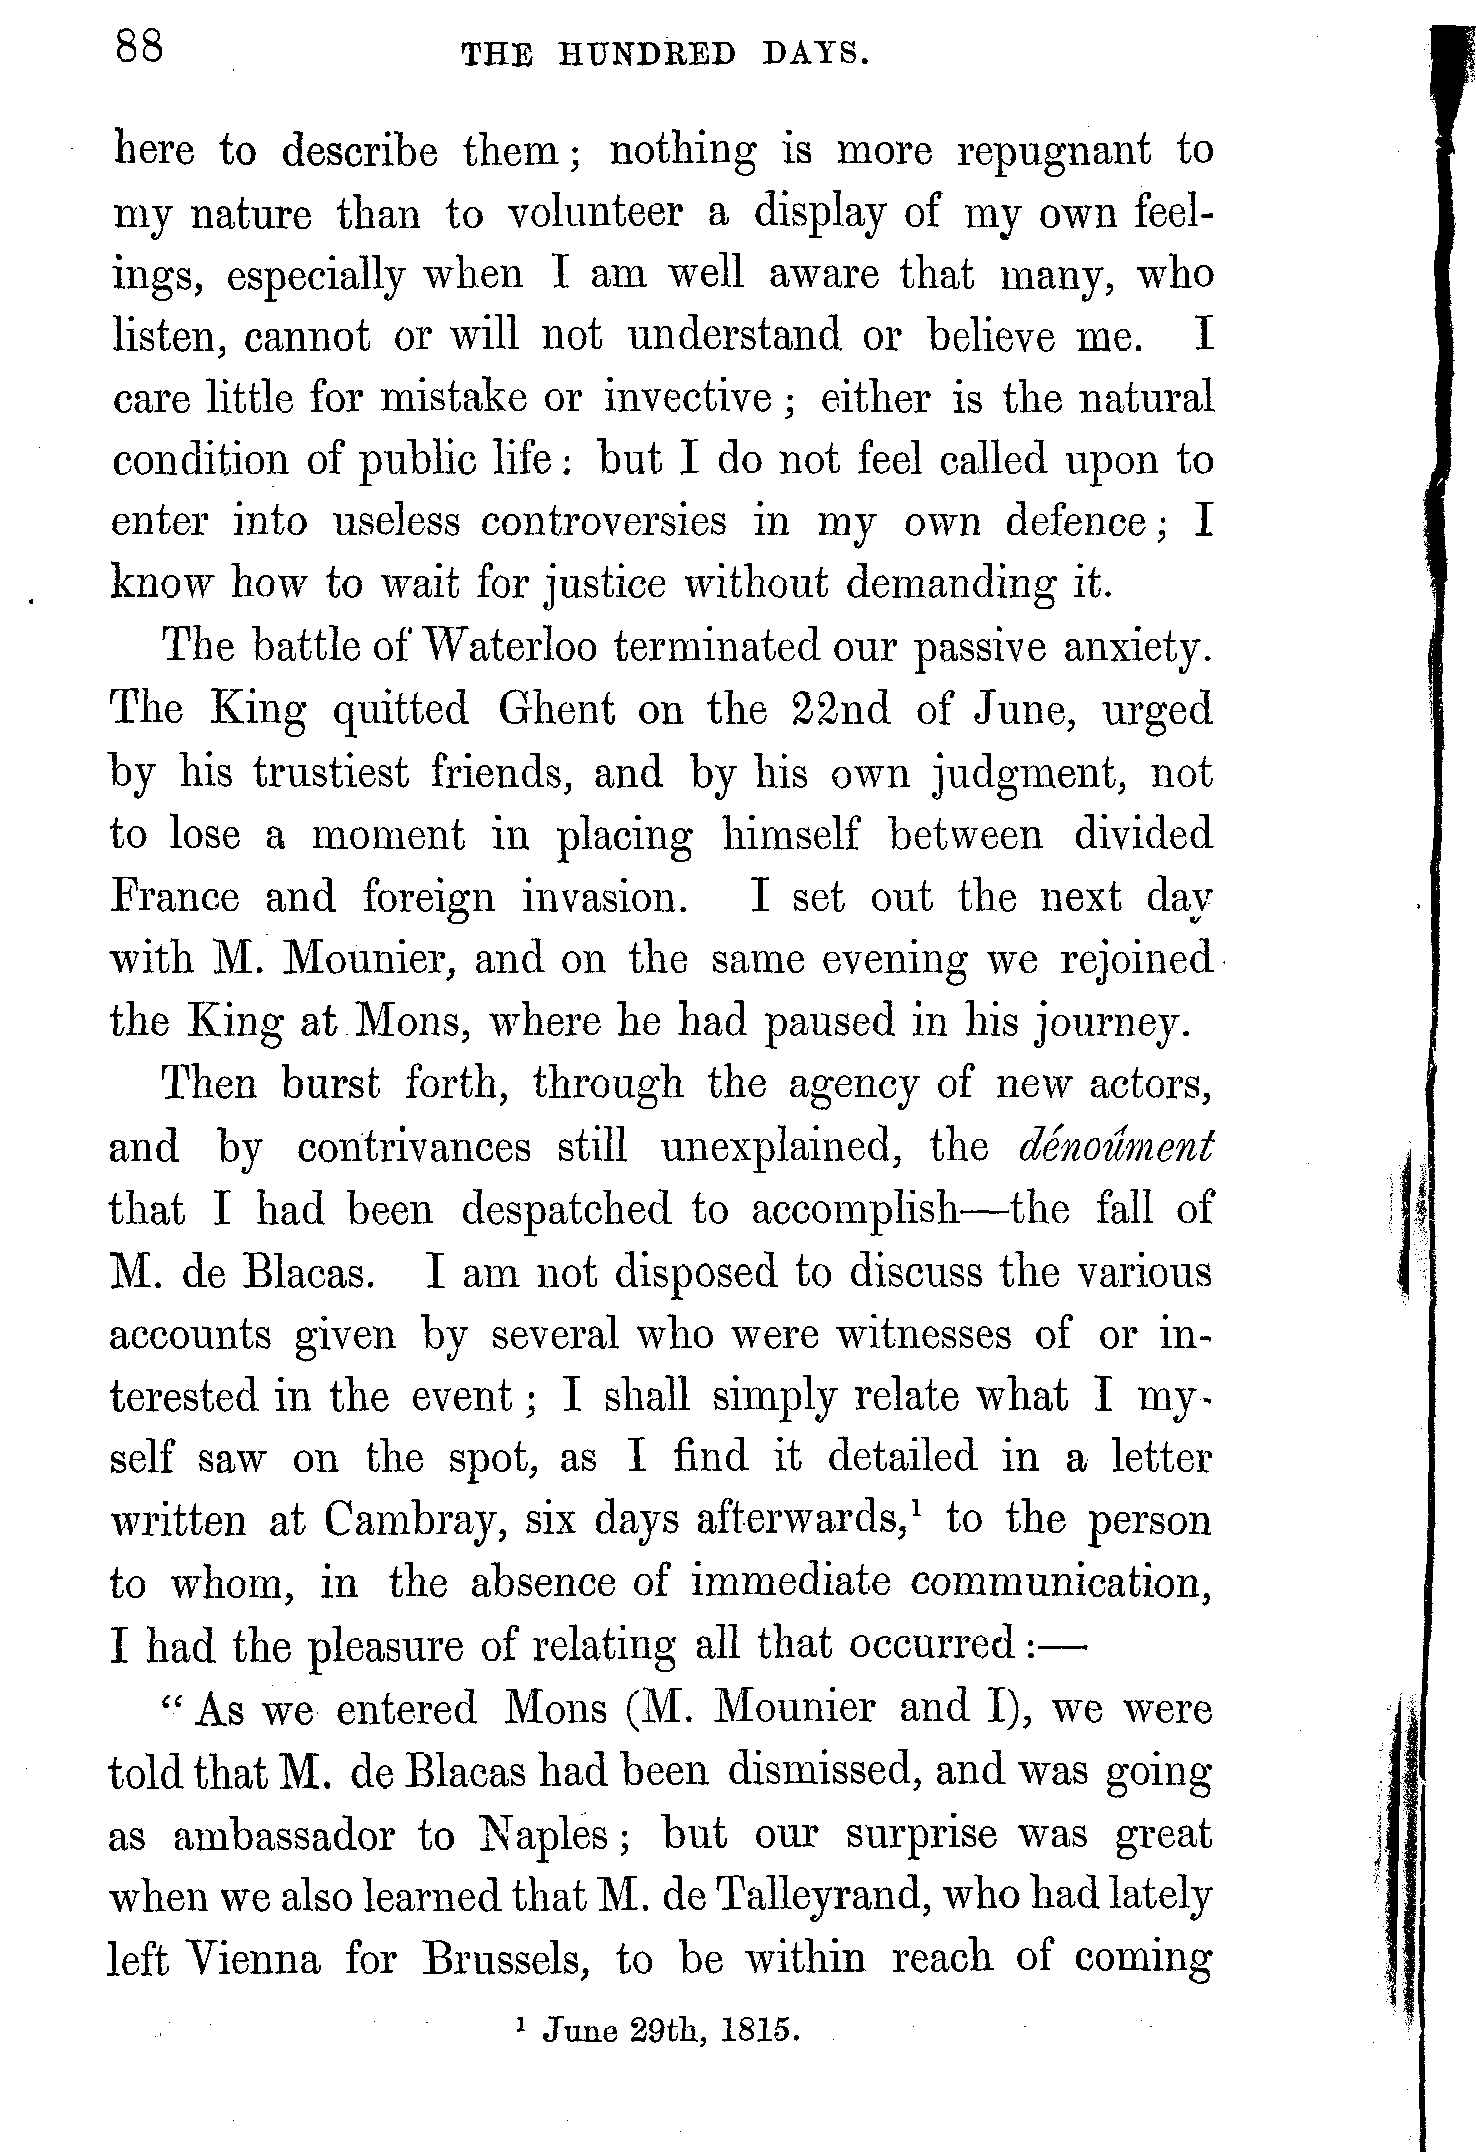 88 THE HUNDRED DAYS.
here to describe them; nothing is more repugnant to
my nature than to volunteer a display of my own feel-
ings, especially when I am well aware that many, who
listen, cannot or will not understand or believe me. I
care little for mistake or invective; either is the natural
condition of public life: but I do not feel called upon to
enter into useless controversies in my own defence; I
know how to wait for justice without demanding it.
The battle of Waterloo terminated our passive anxiety.
The King quitted Ghent on the 22nd of June, urged
by his trustiest friends, and by his own judgment, not
to lose a moment in placing himself between divided
France and foreign invasion. I set out the next day
with M. Mounier, and on the same evening we rejoined
the King at Mons, where he had paused in his journey.
Then burst forth, through the agency of new actors,
and by contrivances still unexplained, the dénoûment
that I had been despatched to accomplish—the fall of
M. de Blacas. I am not disposed to discuss the various
accounts given by several who were witnesses of or in-
terested in the event; I shall simply relate what I my-
self saw on the spot, as I find it detailed in a letter
written at Cambray, six days afterwards,¹ to the person
to whom, in the absence of immediate communication,
I had the pleasure of relating all that occurred:—
“As we entered Mons (M. Mounier and I), we were
told that M. de Blacas had been dismissed, and was going
as ambassador to Naples; but our surprise was great
when we also learned that M. de Talleyrand, who had lately
left Vienna for Brussels, to be within reach of coming
¹ June 29th, 1815.